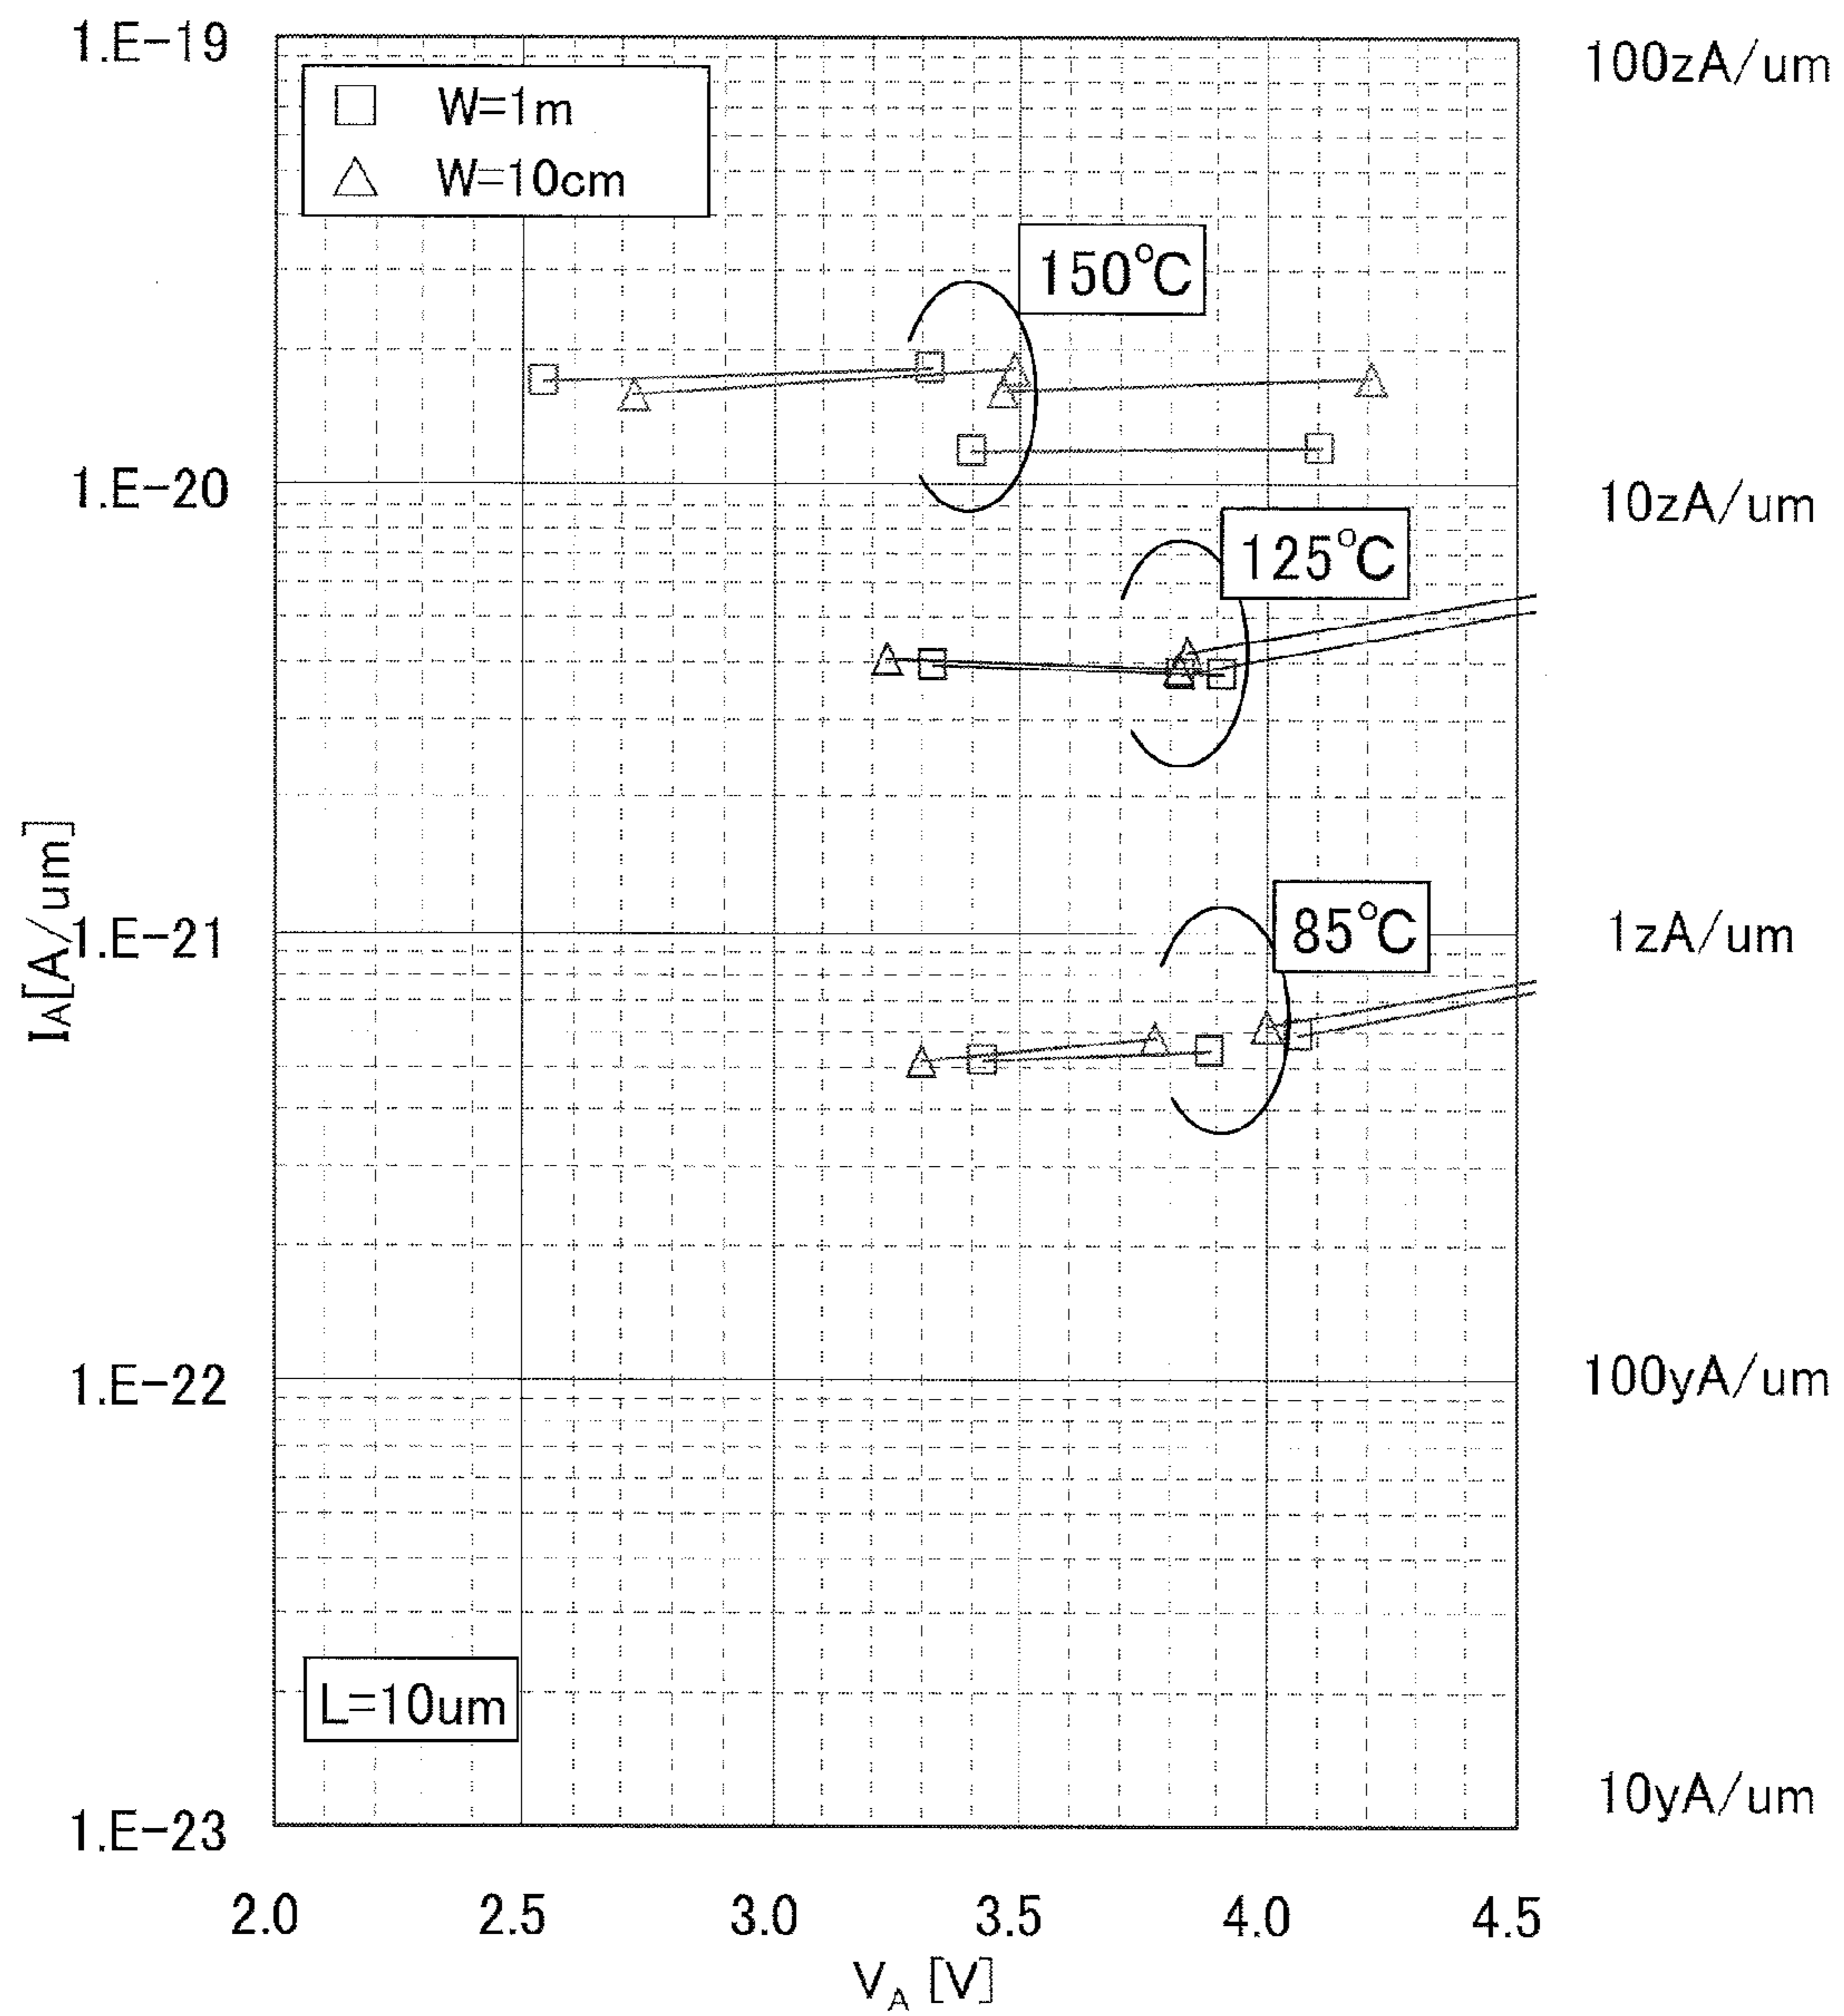 1.E-19
100zA/um
W=1m
W=10cm
150°C
1.E-20
10zA/um
125°C
I_A[A/um]
1.E-21
85°C
1zA/um
1.E-22
100yA/um
L=10um
1.E-23
10yA/um
2.0 2.5 3.0 3.5 4.0 4.5
V_A [V]